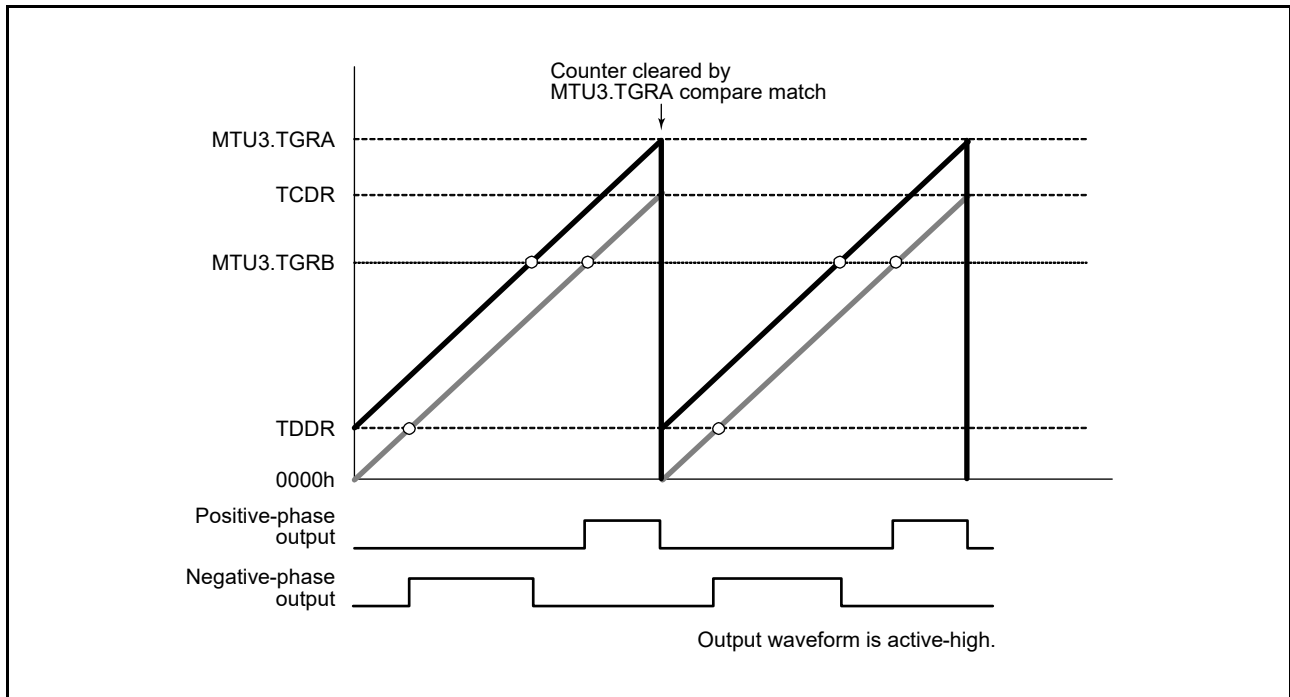 Counter cleared by
MTU3.TGRA compare match
MTU3.TGRA
TCDR
MTU3.TGRB
TDDR
0000h
Positive-phase
output
Negative-phase
output
Output waveform is active-high.